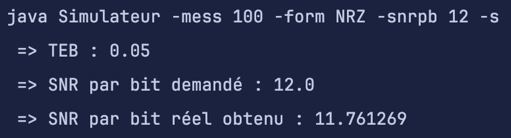 java Simulateur -mess 100 -form NRZ -snrpb 12 -s
=> TEB : 0.05
=> SNR par bit demandé : 12.0
=> SNR par bit réel obtenu : 11.761269